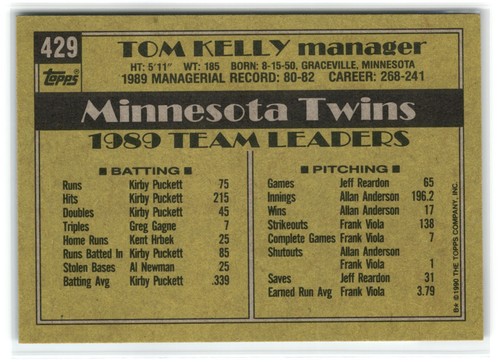 429
topps
TOM KELLY manager
HT: 5'11" WT: 185 BORN: 8-15-50, GRACEVILLE, MINNESOTA
1989 MANAGERIAL RECORD: 80-82 CAREER: 268-241
Minnesota Twins
1989 TEAM LEADERS
BATTING
Runs Kirby Puckett 75
Hits Kirby Puckett 215
Doubles Kirby Puckett 45
Triples Greg Gagne 7
Home Runs Kent Hrbek 25
Runs Batted In Kirby Puckett 85
Stolen Bases Al Newman 25
Batting Avg Kirby Puckett .339
PITCHING
Games Jeff Reardon 65
Innings Allan Anderson 196.2
Wins Allan Anderson 17
Strikeouts Frank Viola 138
Complete Games Frank Viola 7
Shutouts Allan Anderson
Frank Viola 1
Saves Jeff Reardon 31
Earned Run Avg Frank Viola 3.79
B* ©1990 THE TOPPS COMPANY, INC.